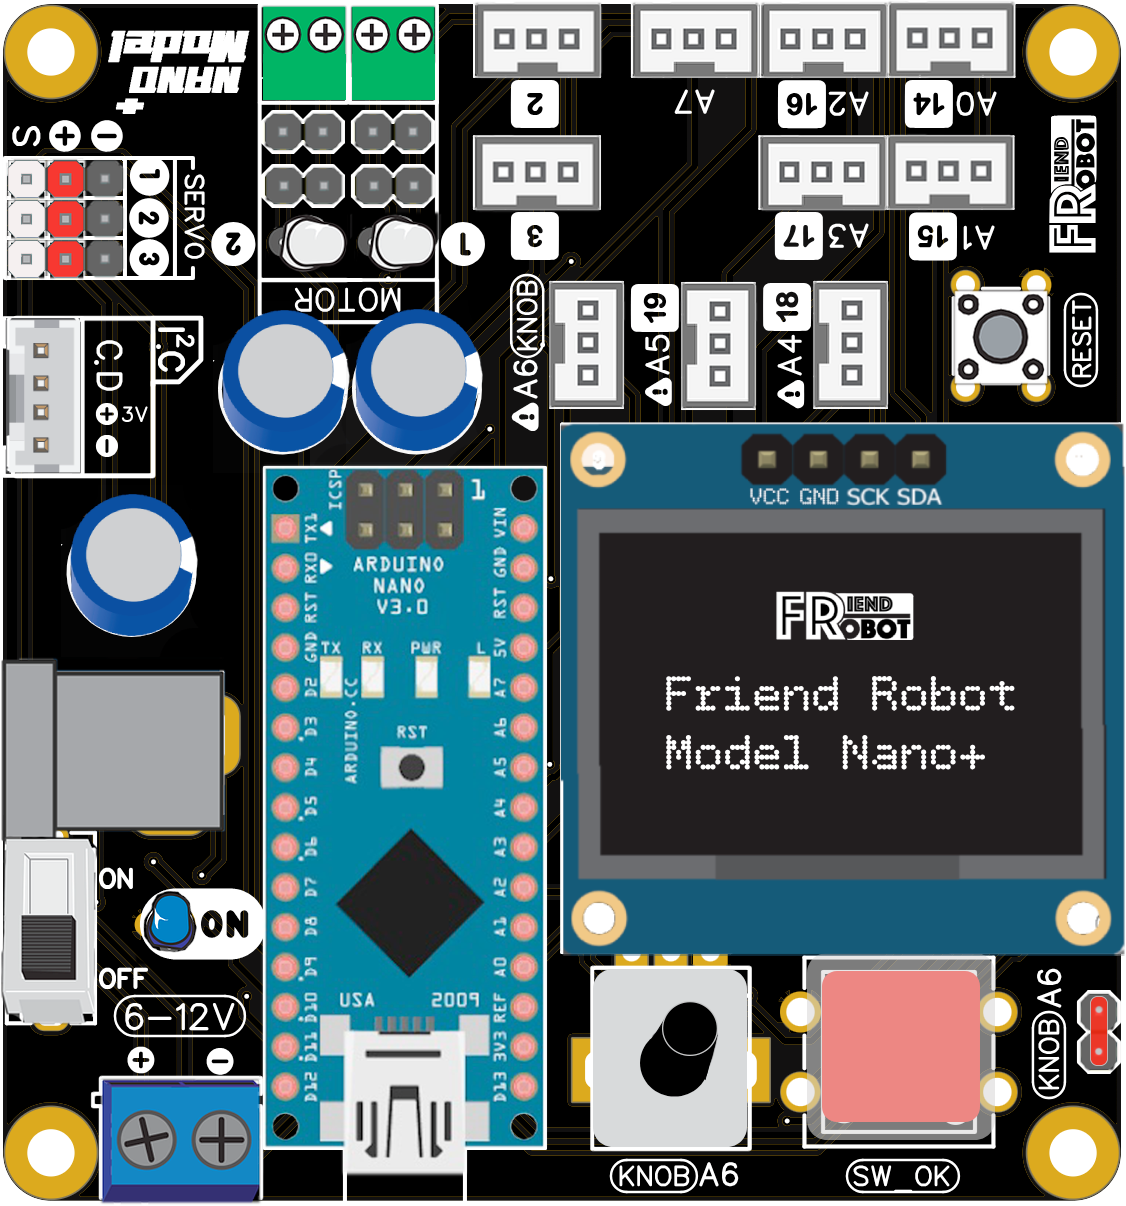 NANO
Model
+
S + −
1
2
3
SERVO
2
1
MOTOR
2
A7
16 A2
14 A0
3
17 A3
15 A1
FRIEND
ROBOT
!A6 KNOB
!A5 19
!A4 18
RESET
I²C
C
D
+ 3V
−
ICSP
1
ARDUINO
NANO
V3.0
TX RX PWR L
ARDUINO.CC
RST
TX1
RX0
RST
GND
D2
D3
D4
D5
D6
D7
D8
D9
D10
D11
D12
VIN
GND
RST
5V
A7
A6
A5
A4
A3
A2
A1
A0
REF
3V3
D13
USA 2009
VCC GND SCK SDA
FRIEND
ROBOT
Friend Robot
Model Nano+
ON
OFF
ON
6-12V
+ −
KNOB A6
SW_OK
KNOB A6